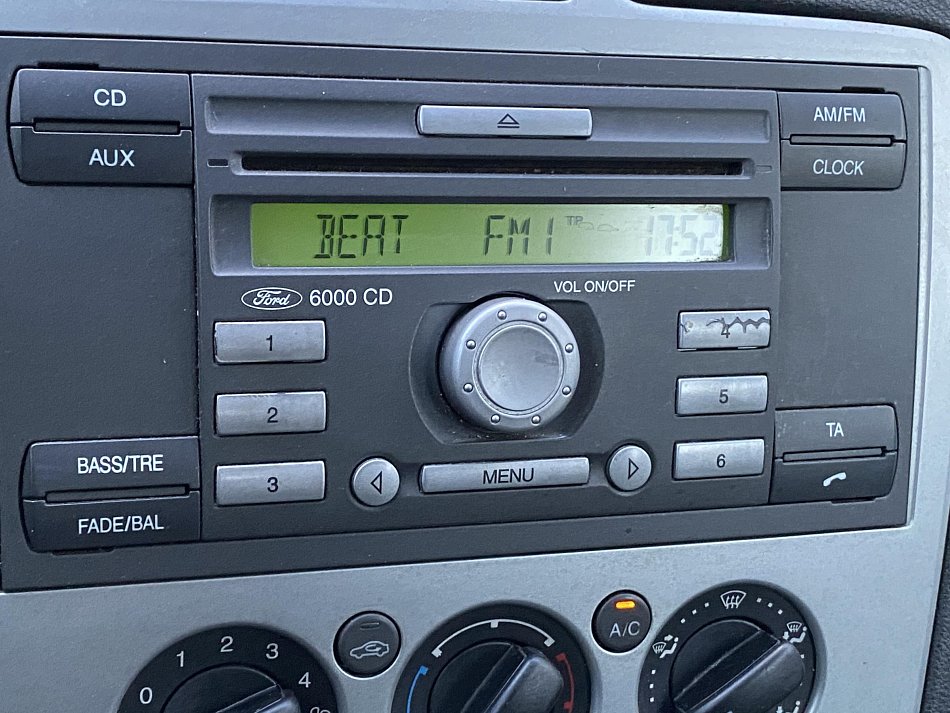 CD
AM/FM
AUX
CLOCK
BEAT FM1 TP 17:52
Ford 6000 CD
VOL ON/OFF
1
4
2
5
3
6
MENU
BASS/TRE
FADE/BAL
TA
A/C
0 1 2 3 4